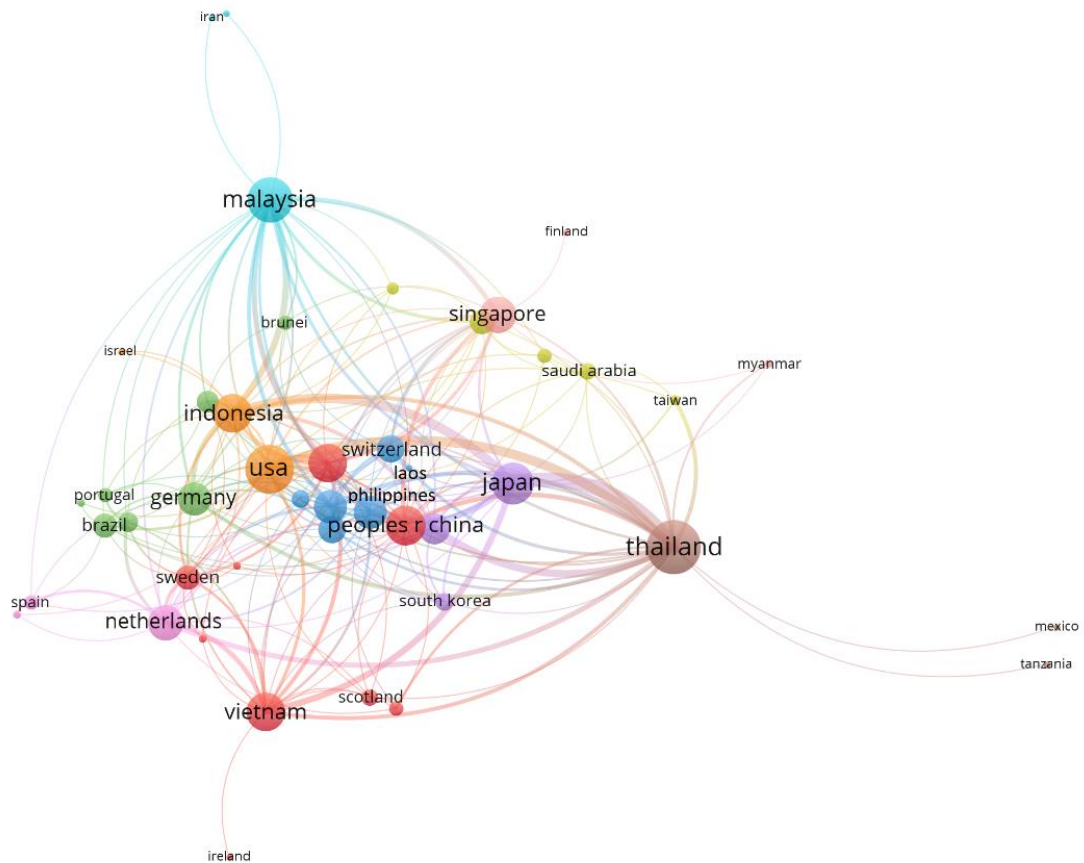 iran
malaysia
finland
singapore
brunei
israel
myanmar
saudi arabia
taiwan
indonesia
switzerland
usa
laos
japan
philippines
portugal
germany
brazil
peoples r china
thailand
sweden
south korea
spain
netherlands
mexico
tanzania
scotland
vietnam
ireland